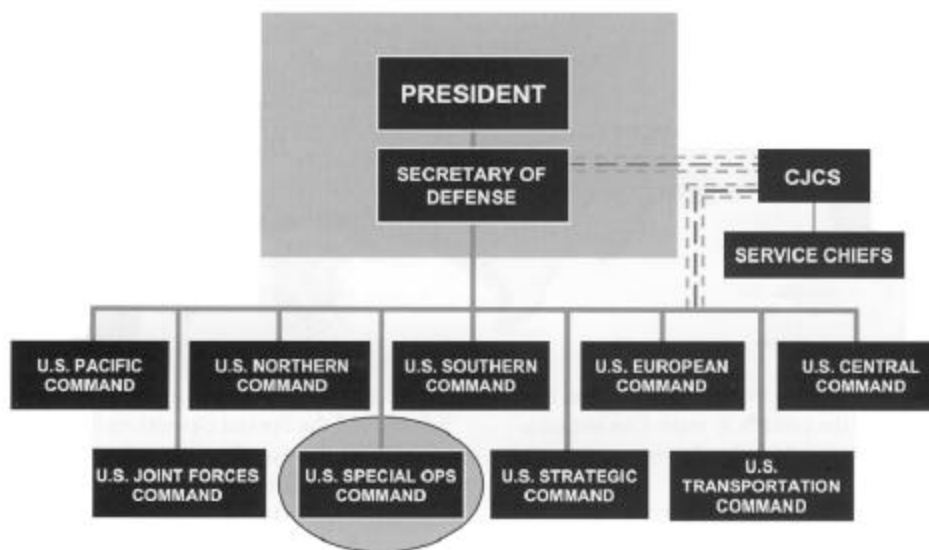 PRESIDENT
SECRETARY OF
DEFENSE
CJCS
SERVICE CHIEFS
U.S. PACIFIC
COMMAND
U.S. NORTHERN
COMMAND
U.S. SOUTHERN
COMMAND
U.S. EUROPEAN
COMMAND
U.S. CENTRAL
COMMAND
U.S. JOINT FORCES
COMMAND
U.S. SPECIAL OPS
COMMAND
U.S. STRATEGIC
COMMAND
U.S.
TRANSPORTATION
COMMAND